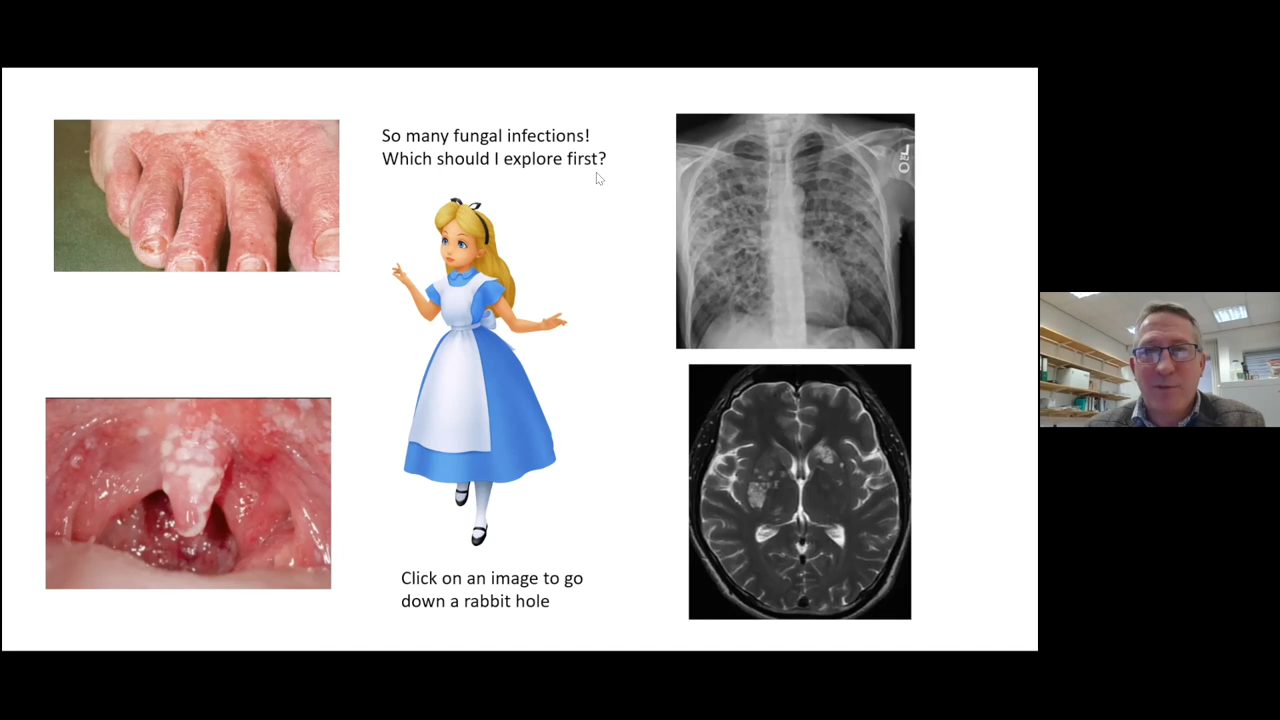 So many fungal infections!
Which should I explore first?
Click on an image to go
down a rabbit hole